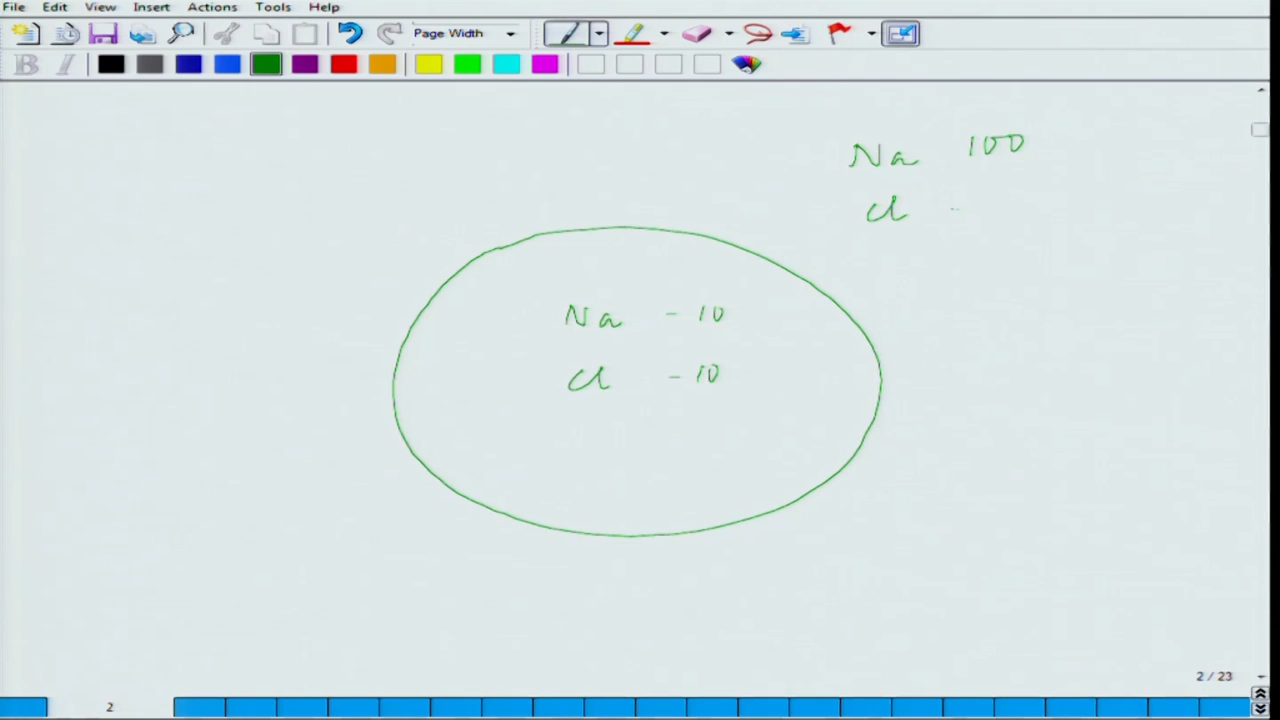 File Edit View Insert Actions Tools Help
Page Width
B I
Na 100
Cl -
Na - 10
Cl - 10
2 / 23
2